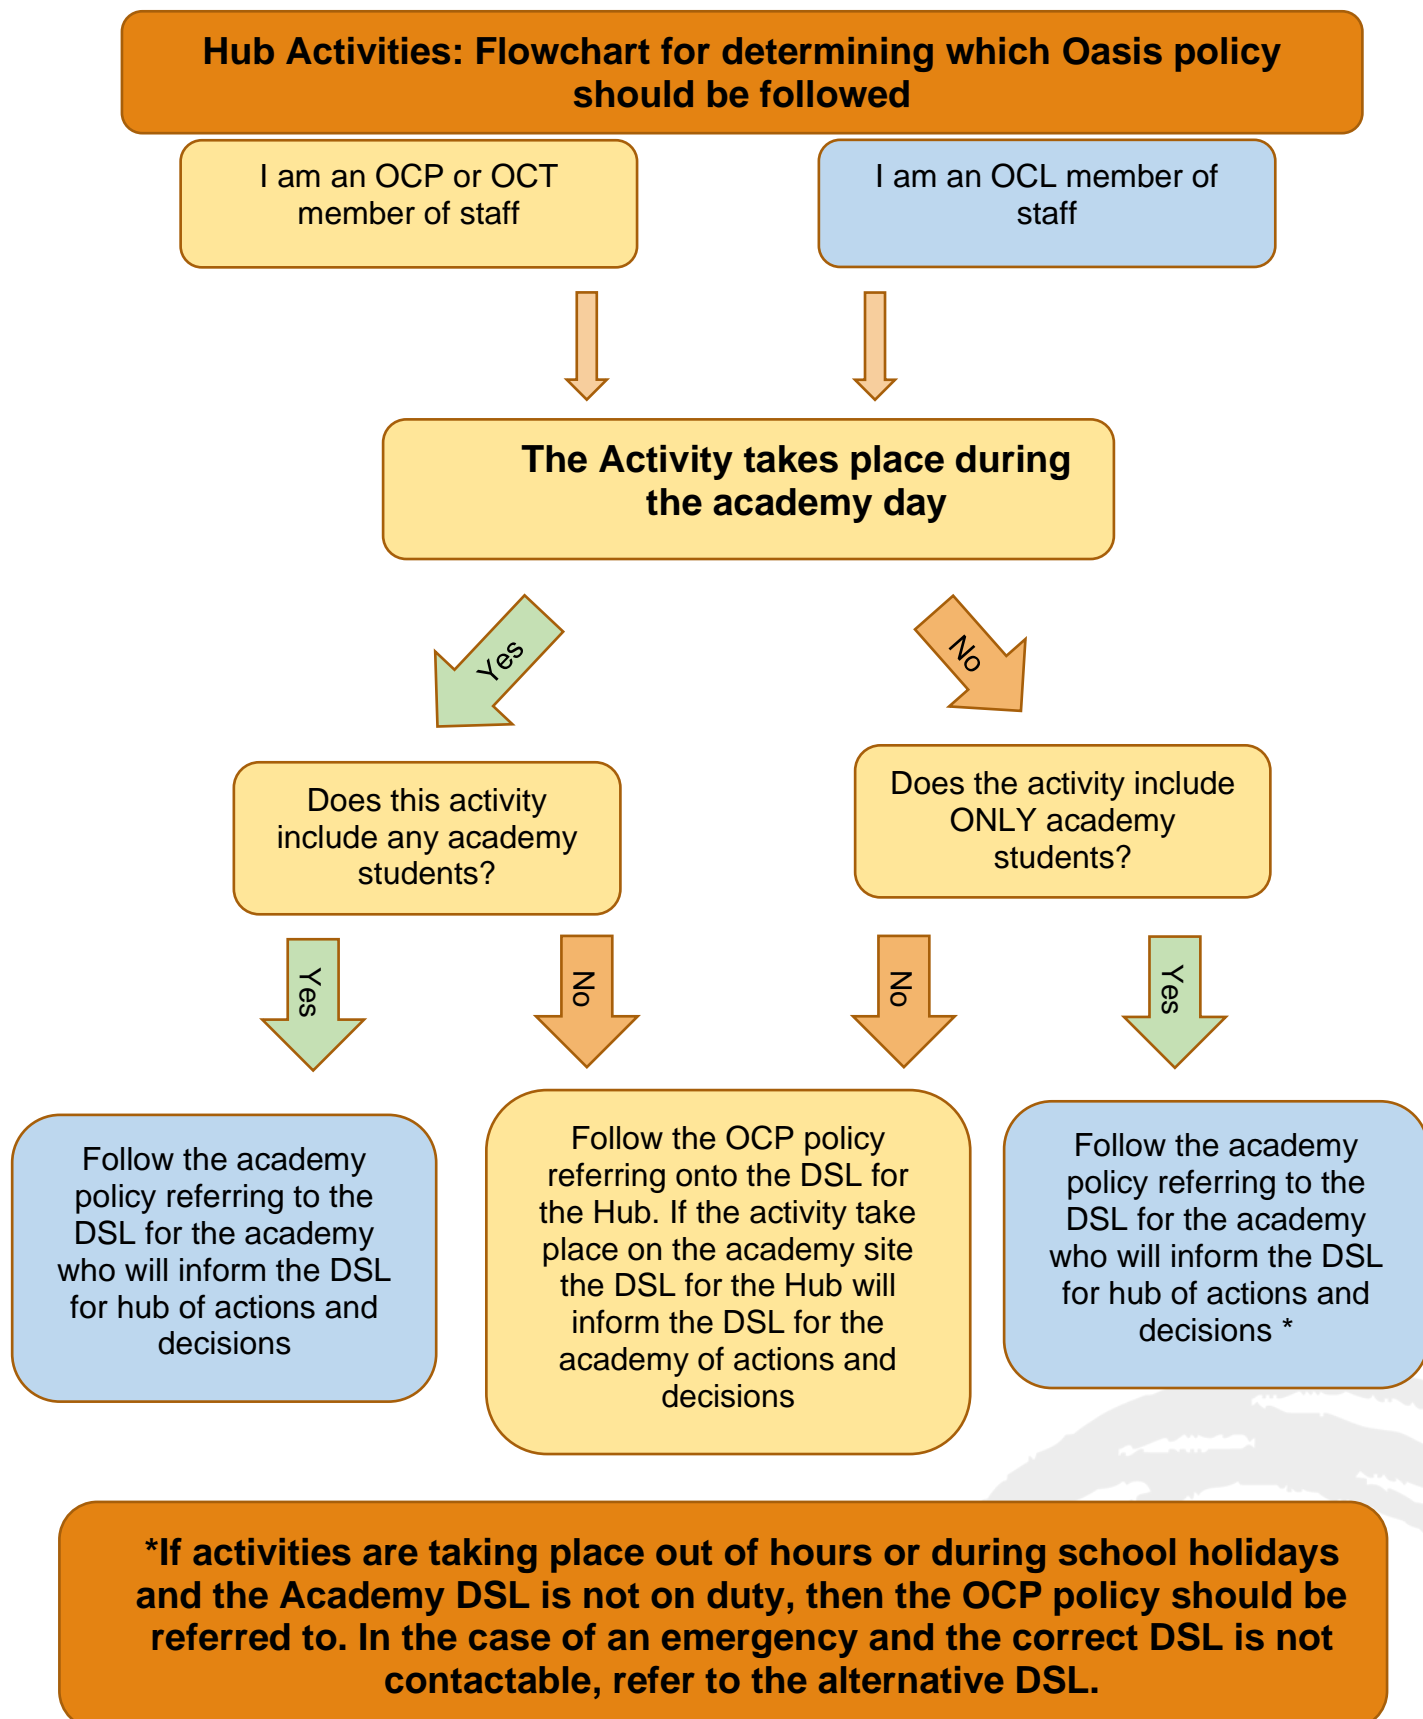 Hub Activities: Flowchart for determining which Oasis policy
should be followed
I am an OCP or OCT
member of staff
I am an OCL member of
staff
The Activity takes place during
the academy day
Yes
No
Does this activity
include any academy
students?
Does the activity include
ONLY academy
students?
Yes
No
No
Yes
Follow the academy
policy referring to the
DSL for the academy
who will inform the DSL
for hub of actions and
decisions
Follow the OCP policy
referring onto the DSL for
the Hub. If the activity take
place on the academy site
the DSL for the Hub will
inform the DSL for the
academy of actions and
decisions
Follow the academy
policy referring to the
DSL for the academy
who will inform the DSL
for hub of actions and
decisions *
*If activities are taking place out of hours or during school holidays
and the Academy DSL is not on duty, then the OCP policy should be
referred to. In the case of an emergency and the correct DSL is not
contactable, refer to the alternative DSL.